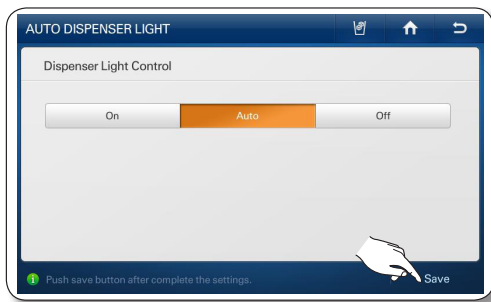 AUTO DISPENSER LIGHT
Dispenser Light Control
On Auto Off
Push save button after complete the settings. Save